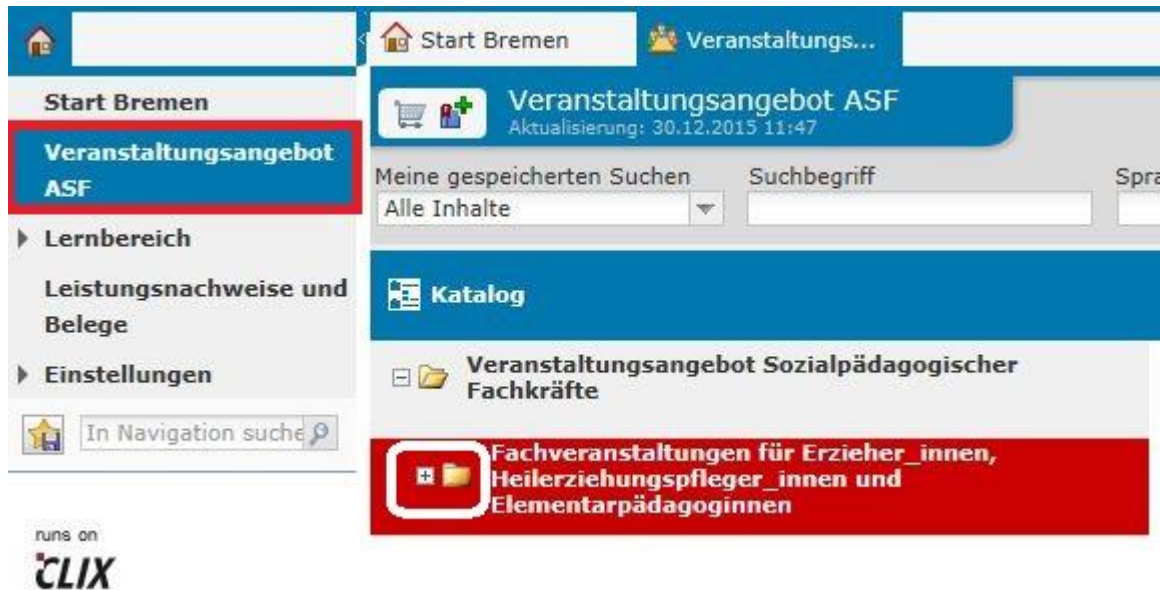 Start Bremen
Veranstaltungs...
Start Bremen
Veranstaltungsangebot
ASF
Lernbereich
Leistungsnachweise und
Belege
Einstellungen
In Navigation suche
runs on
CLIX
Veranstaltungsangebot ASF
Aktualisierung: 30.12.2015 11:47
Meine gespeicherten Suchen
Suchbegriff
Spra
Alle Inhalte
Katalog
Veranstaltungsangebot Sozialpädagogischer
Fachkräfte
Fachveranstaltungen für Erzieher_innen,
Heilerziehungspfleger_innen und
Elementarpädagoginnen